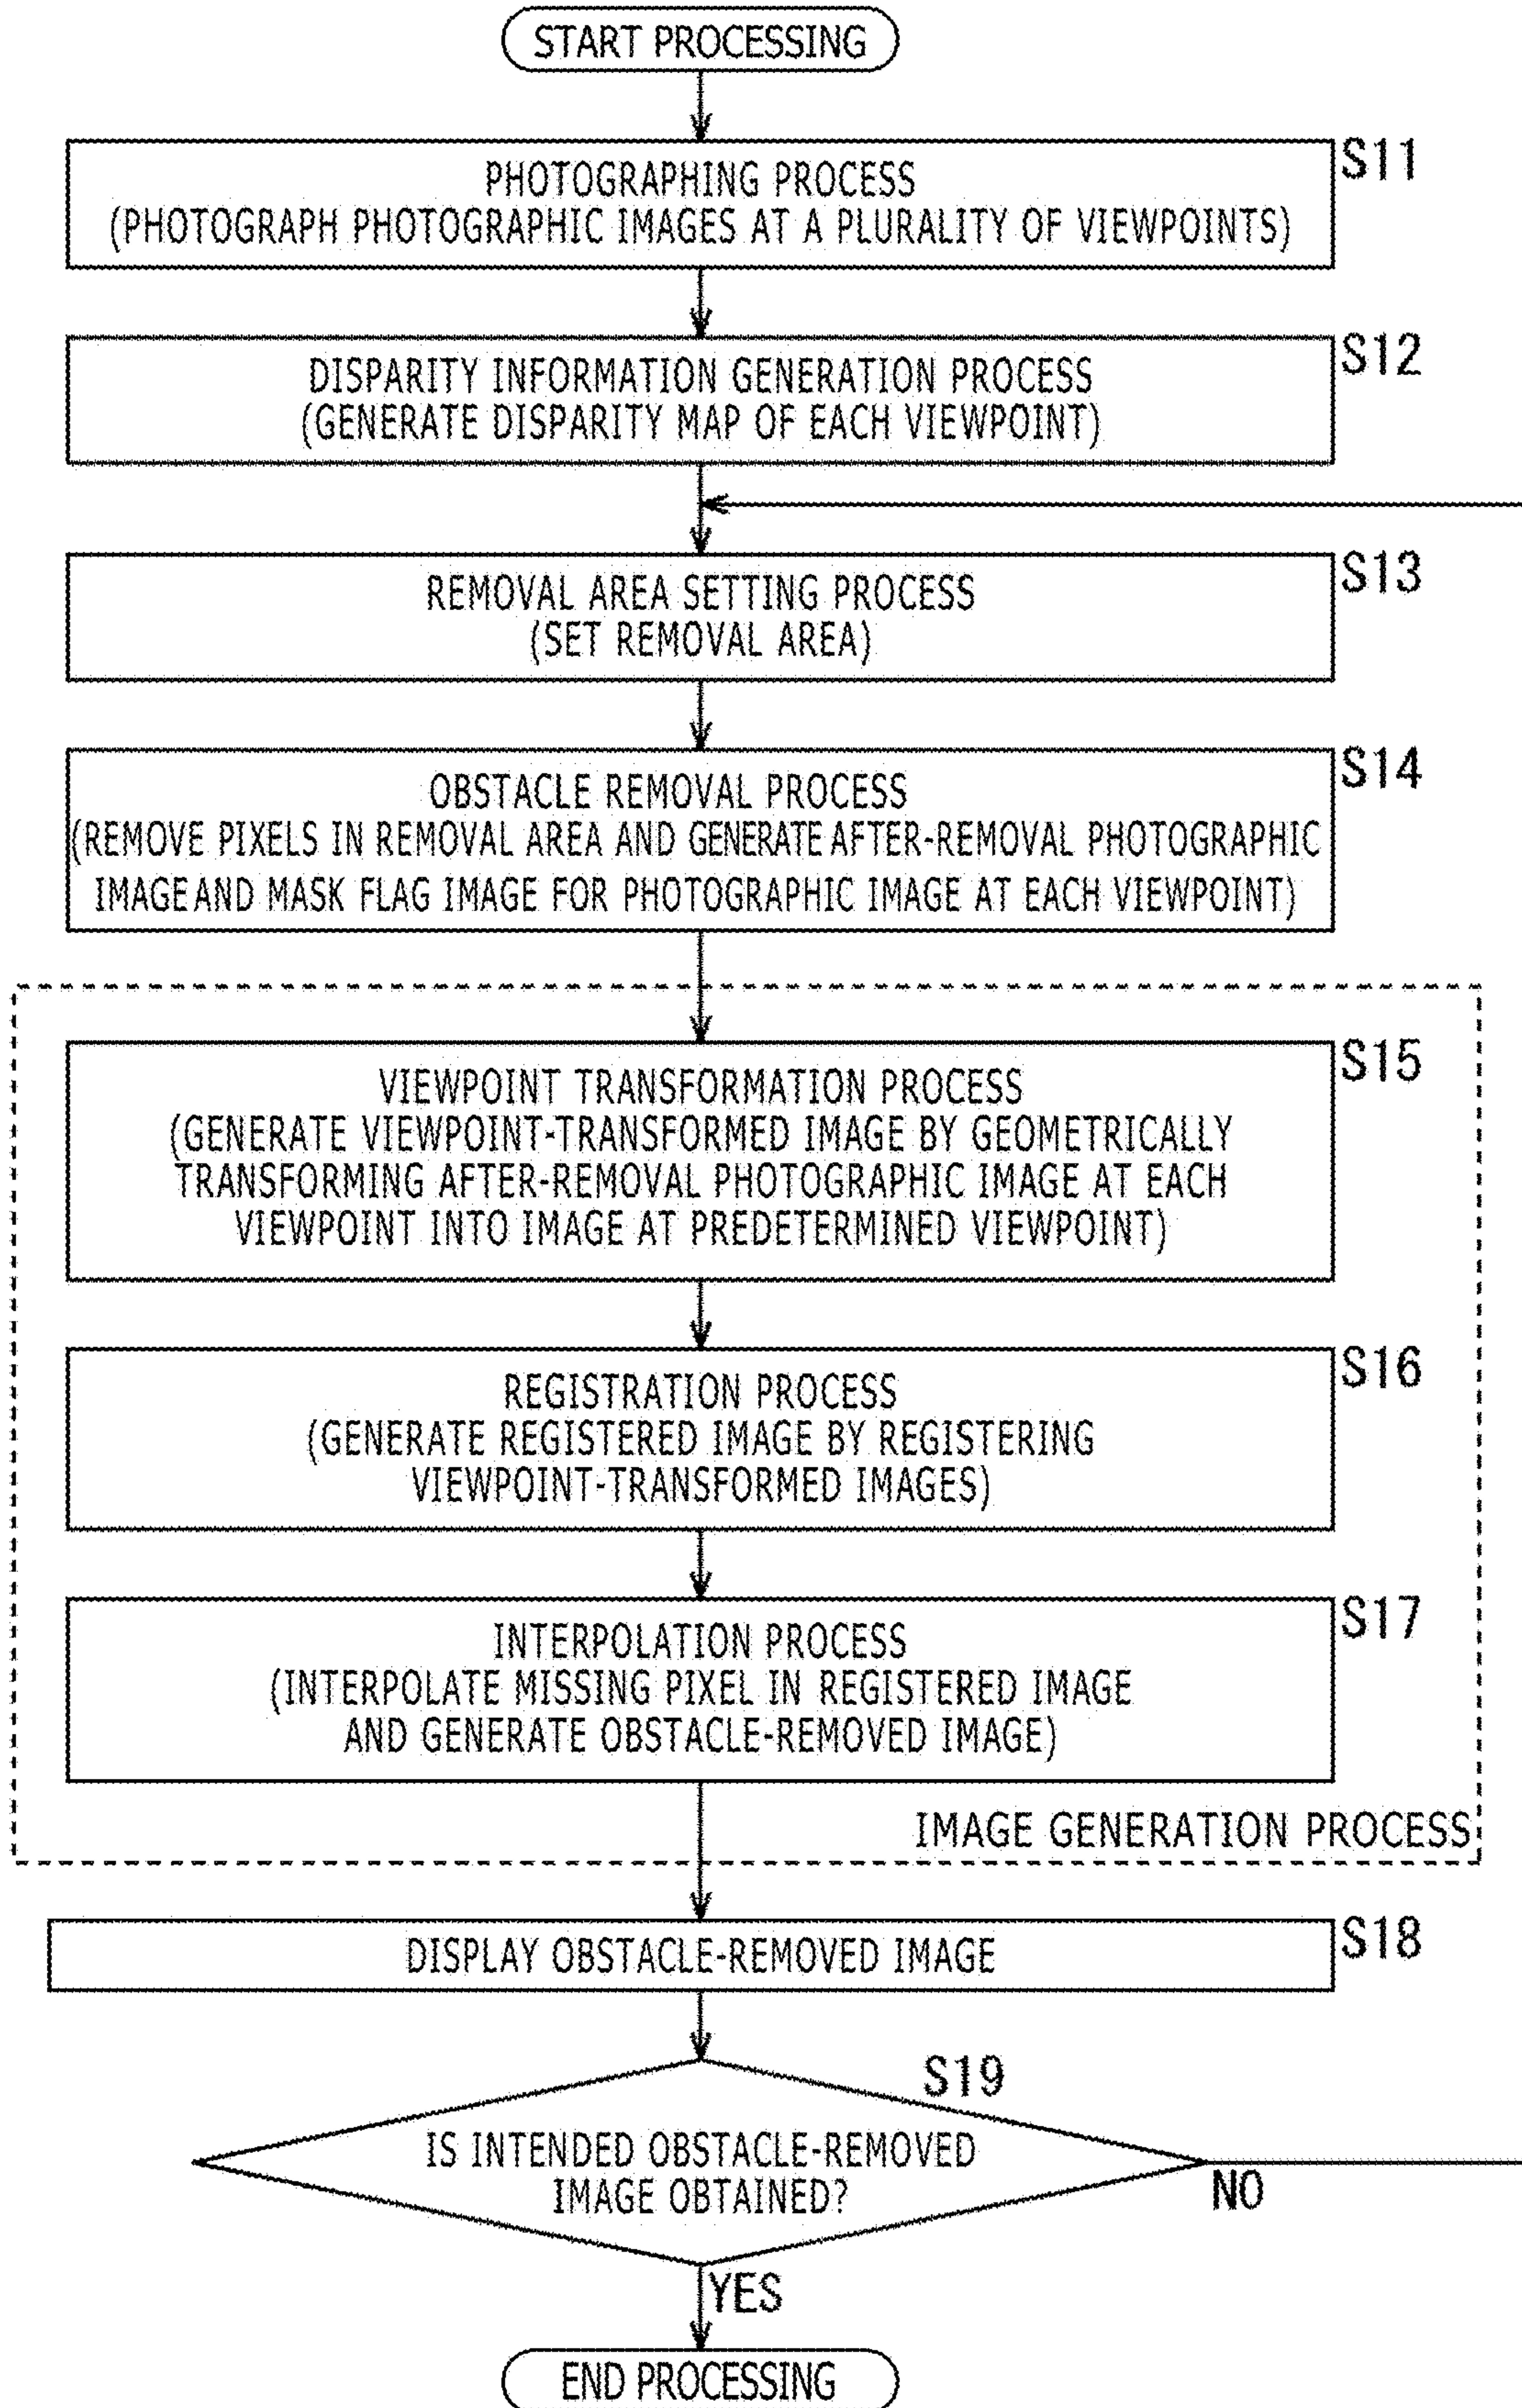 START PROCESSING
S11
PHOTOGRAPHING PROCESS
(PHOTOGRAPH PHOTOGRAPHIC IMAGES AT A PLURALITY OF VIEWPOINTS)
S12
DISPARITY INFORMATION GENERATION PROCESS
(GENERATE DISPARITY MAP OF EACH VIEWPOINT)
S13
REMOVAL AREA SETTING PROCESS
(SET REMOVAL AREA)
S14
OBSTACLE REMOVAL PROCESS
(REMOVE PIXELS IN REMOVAL AREA AND GENERATE AFTER-REMOVAL PHOTOGRAPHIC
IMAGE AND MASK FLAG IMAGE FOR PHOTOGRAPHIC IMAGE AT EACH VIEWPOINT)
S15
VIEWPOINT TRANSFORMATION PROCESS
(GENERATE VIEWPOINT-TRANSFORMED IMAGE BY GEOMETRICALLY
TRANSFORMING AFTER-REMOVAL PHOTOGRAPHIC IMAGE AT EACH
VIEWPOINT INTO IMAGE AT PREDETERMINED VIEWPOINT)
S16
REGISTRATION PROCESS
(GENERATE REGISTERED IMAGE BY REGISTERING
VIEWPOINT-TRANSFORMED IMAGES)
S17
INTERPOLATION PROCESS
(INTERPOLATE MISSING PIXEL IN REGISTERED IMAGE
AND GENERATE OBSTACLE-REMOVED IMAGE)
IMAGE GENERATION PROCESS
S18
DISPLAY OBSTACLE-REMOVED IMAGE
S19
IS INTENDED OBSTACLE-REMOVED
IMAGE OBTAINED?
NO
YES
END PROCESSING